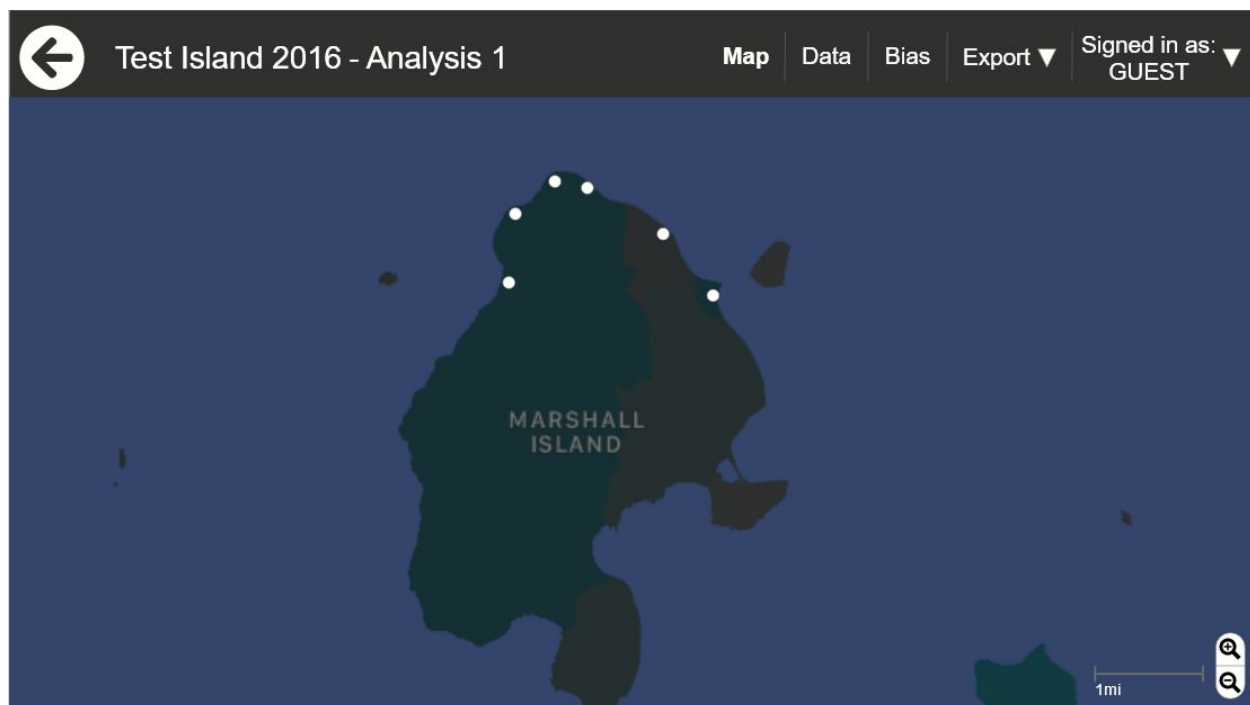 Test Island 2016 - Analysis 1
Map
Data
Bias
Export ▼
Signed in as: ▼
GUEST
MARSHALL
ISLAND
1mi